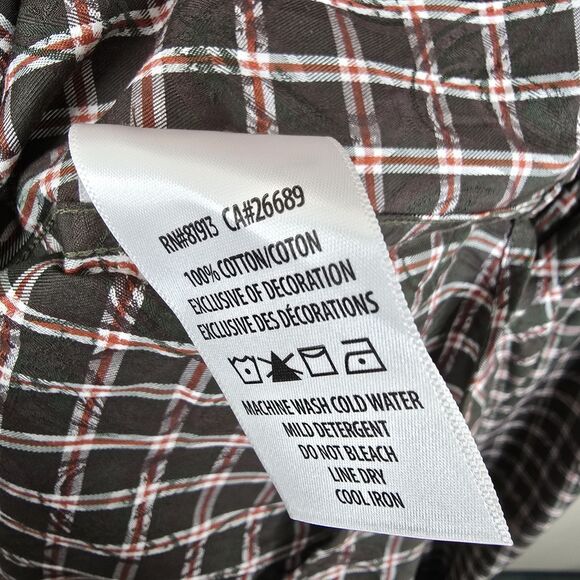 RN#81913 CA#26689
100% COTTON/COTON
EXCLUSIVE OF DECORATION
EXCLUSIVE DES DÉCORATIONS
MACHINE WASH COLD WATER
MILD DETERGENT
DO NOT BLEACH
LINE DRY
COOL IRON